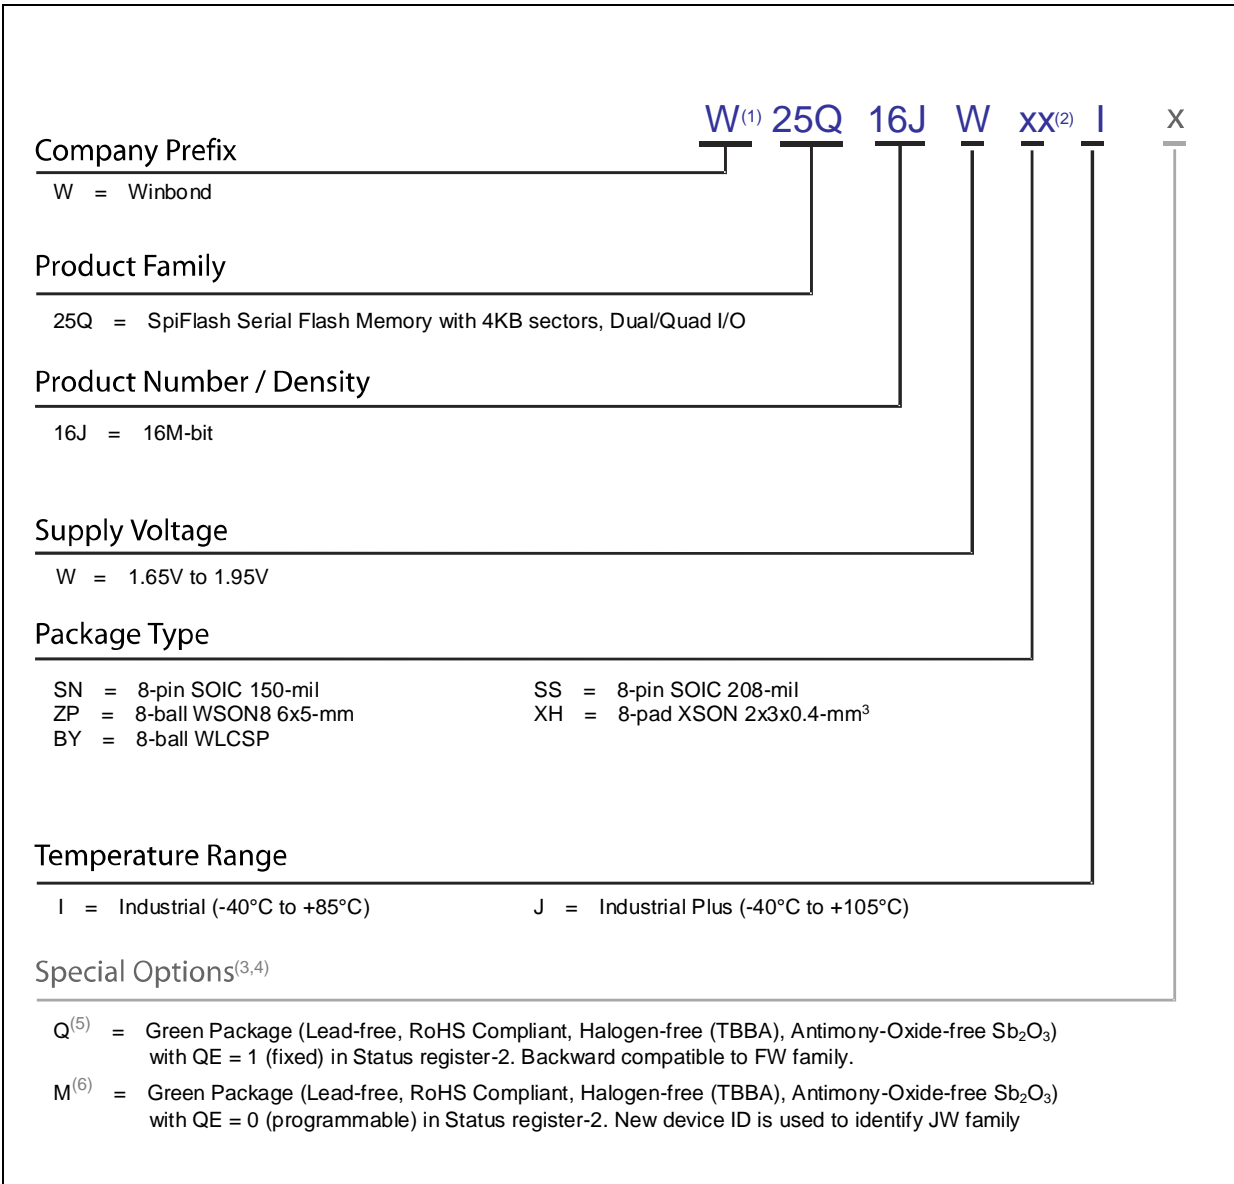 W(1) 25Q 16J W xx(2) I x
Company Prefix
W = Winbond
Product Family
25Q = SpiFlash Serial Flash Memory with 4KB sectors, Dual/Quad I/O
Product Number / Density
16J = 16M-bit
Supply Voltage
W = 1.65V to 1.95V
Package Type
SN = 8-pin SOIC 150-mil SS = 8-pin SOIC 208-mil
ZP = 8-ball WSON8 6x5-mm XH = 8-pad XSON 2x3x0.4-mm³
BY = 8-ball WLCSP
Temperature Range
I = Industrial (-40°C to +85°C) J = Industrial Plus (-40°C to +105°C)
Special Options(3,4)
Q(5) = Green Package (Lead-free, RoHS Compliant, Halogen-free (TBBA), Antimony-Oxide-free Sb₂O₃)
with QE = 1 (fixed) in Status register-2. Backward compatible to FW family.
M(6) = Green Package (Lead-free, RoHS Compliant, Halogen-free (TBBA), Antimony-Oxide-free Sb₂O₃)
with QE = 0 (programmable) in Status register-2. New device ID is used to identify JW family